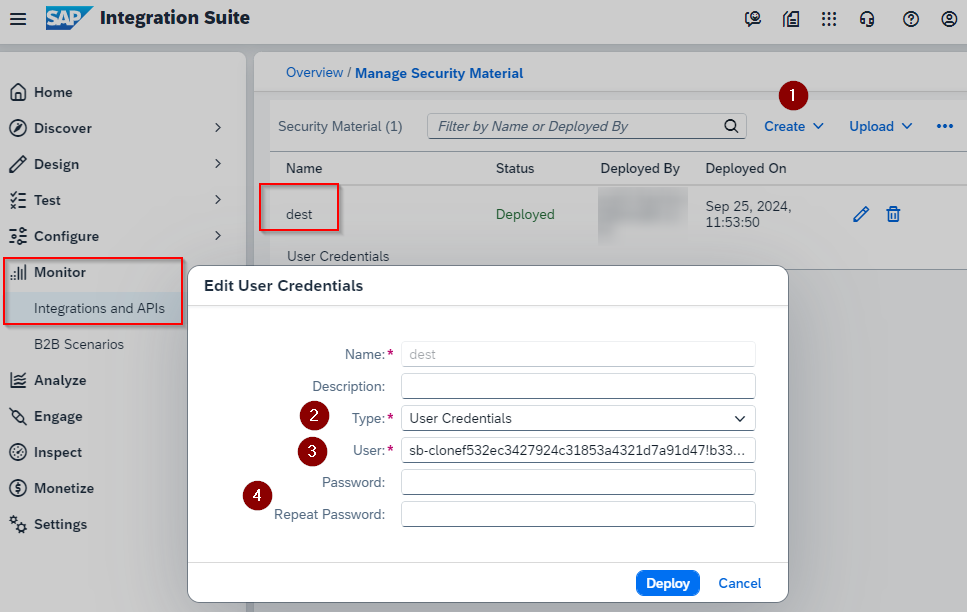 SAP Integration Suite
Home
Discover
Design
Test
Configure
Monitor
Integrations and APIs
B2B Scenarios
Analyze
Engage
Inspect
Monetize
Settings
Overview / Manage Security Material
1
Security Material (1)
Filter by Name or Deployed By
Create
Upload
Name Status Deployed By Deployed On
dest Deployed Sep 25, 2024,
11:53:50
User Credentials
Edit User Credentials
Name:* dest
Description:
2 Type:* User Credentials
3 User:* sb-clonef532ec3427924c31853a4321d7a91d47!b33...
Password:
4
Repeat Password:
Deploy Cancel